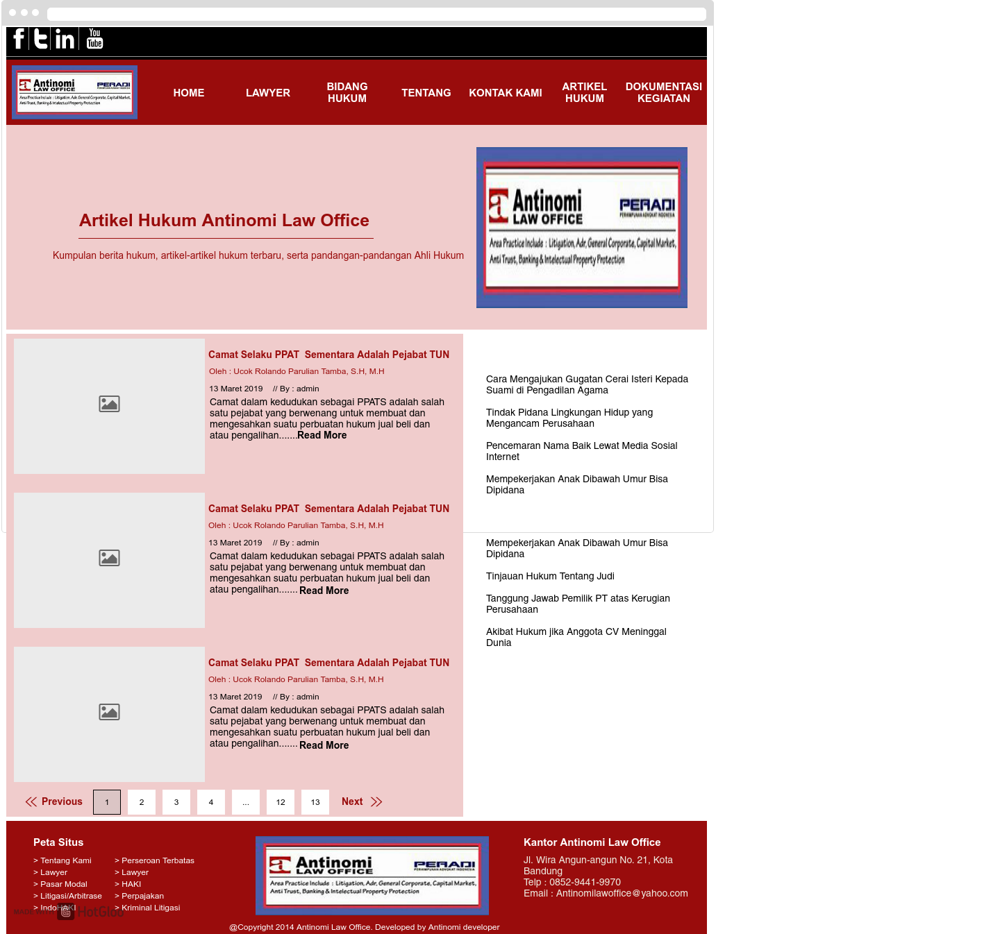 You
Tube
Antinomi
LAW OFFICE
PERADI
PERHIMPUNAN ADVOKAT INDONESIA
Area Practice Include : Litigation, Adr, General Corporate, Capital Market,
Anti Trust, Banking & Intelectual Property Protection
HOME
LAWYER
BIDANG
HUKUM
TENTANG
KONTAK KAMI
ARTIKEL
HUKUM
DOKUMENTASI
KEGIATAN
Artikel Hukum Antinomi Law Office
Kumpulan berita hukum, artikel-artikel hukum terbaru, serta pandangan-pandangan Ahli Hukum
Antinomi
LAW OFFICE
PERADI
PERHIMPUNAN ADVOKAT INDONESIA
Area Practice Include : Litigation, Adr, General Corporate, Capital Market,
Anti Trust, Banking & Intelectual Property Protection
Camat Selaku PPAT  Sementara Adalah Pejabat TUN
Oleh : Ucok Rolando Parulian Tamba, S.H, M.H
13 Maret 2019 // By : admin
Camat dalam kedudukan sebagai PPATS adalah salah
satu pejabat yang berwenang untuk membuat dan
mengesahkan suatu perbuatan hukum jual beli dan
atau pengalihan.......Read More
Camat Selaku PPAT  Sementara Adalah Pejabat TUN
Oleh : Ucok Rolando Parulian Tamba, S.H, M.H
13 Maret 2019 // By : admin
Camat dalam kedudukan sebagai PPATS adalah salah
satu pejabat yang berwenang untuk membuat dan
mengesahkan suatu perbuatan hukum jual beli dan
atau pengalihan....... Read More
Camat Selaku PPAT  Sementara Adalah Pejabat TUN
Oleh : Ucok Rolando Parulian Tamba, S.H, M.H
13 Maret 2019 // By : admin
Camat dalam kedudukan sebagai PPATS adalah salah
satu pejabat yang berwenang untuk membuat dan
mengesahkan suatu perbuatan hukum jual beli dan
atau pengalihan....... Read More
Previous 1 2 3 4 ... 12 13 Next
Cara Mengajukan Gugatan Cerai Isteri Kepada
Suami di Pengadilan Agama
Tindak Pidana Lingkungan Hidup yang
Mengancam Perusahaan
Pencemaran Nama Baik Lewat Media Sosial
Internet
Mempekerjakan Anak Dibawah Umur Bisa
Dipidana
Mempekerjakan Anak Dibawah Umur Bisa
Dipidana
Tinjauan Hukum Tentang Judi
Tanggung Jawab Pemilik PT atas Kerugian
Perusahaan
Akibat Hukum jika Anggota CV Meninggal
Dunia
Peta Situs
> Tentang Kami
> Lawyer
> Pasar Modal
> Litigasi/Arbitrase
> IndoHAKI
> Perseroan Terbatas
> Lawyer
> HAKI
> Perpajakan
> Kriminal Litigasi
MADE WITH HotGloo
Antinomi
LAW OFFICE
PERADI
PERHIMPUNAN ADVOKAT INDONESIA
Area Practice Include : Litigation, Adr, General Corporate, Capital Market,
Anti Trust, Banking & Intelectual Property Protection
@Copyright 2014 Antinomi Law Office. Developed by Antinomi developer
Kantor Antinomi Law Office
Jl. Wira Angun-angun No. 21, Kota
Bandung
Telp : 0852-9441-9970
Email : Antinomilawoffice@yahoo.com